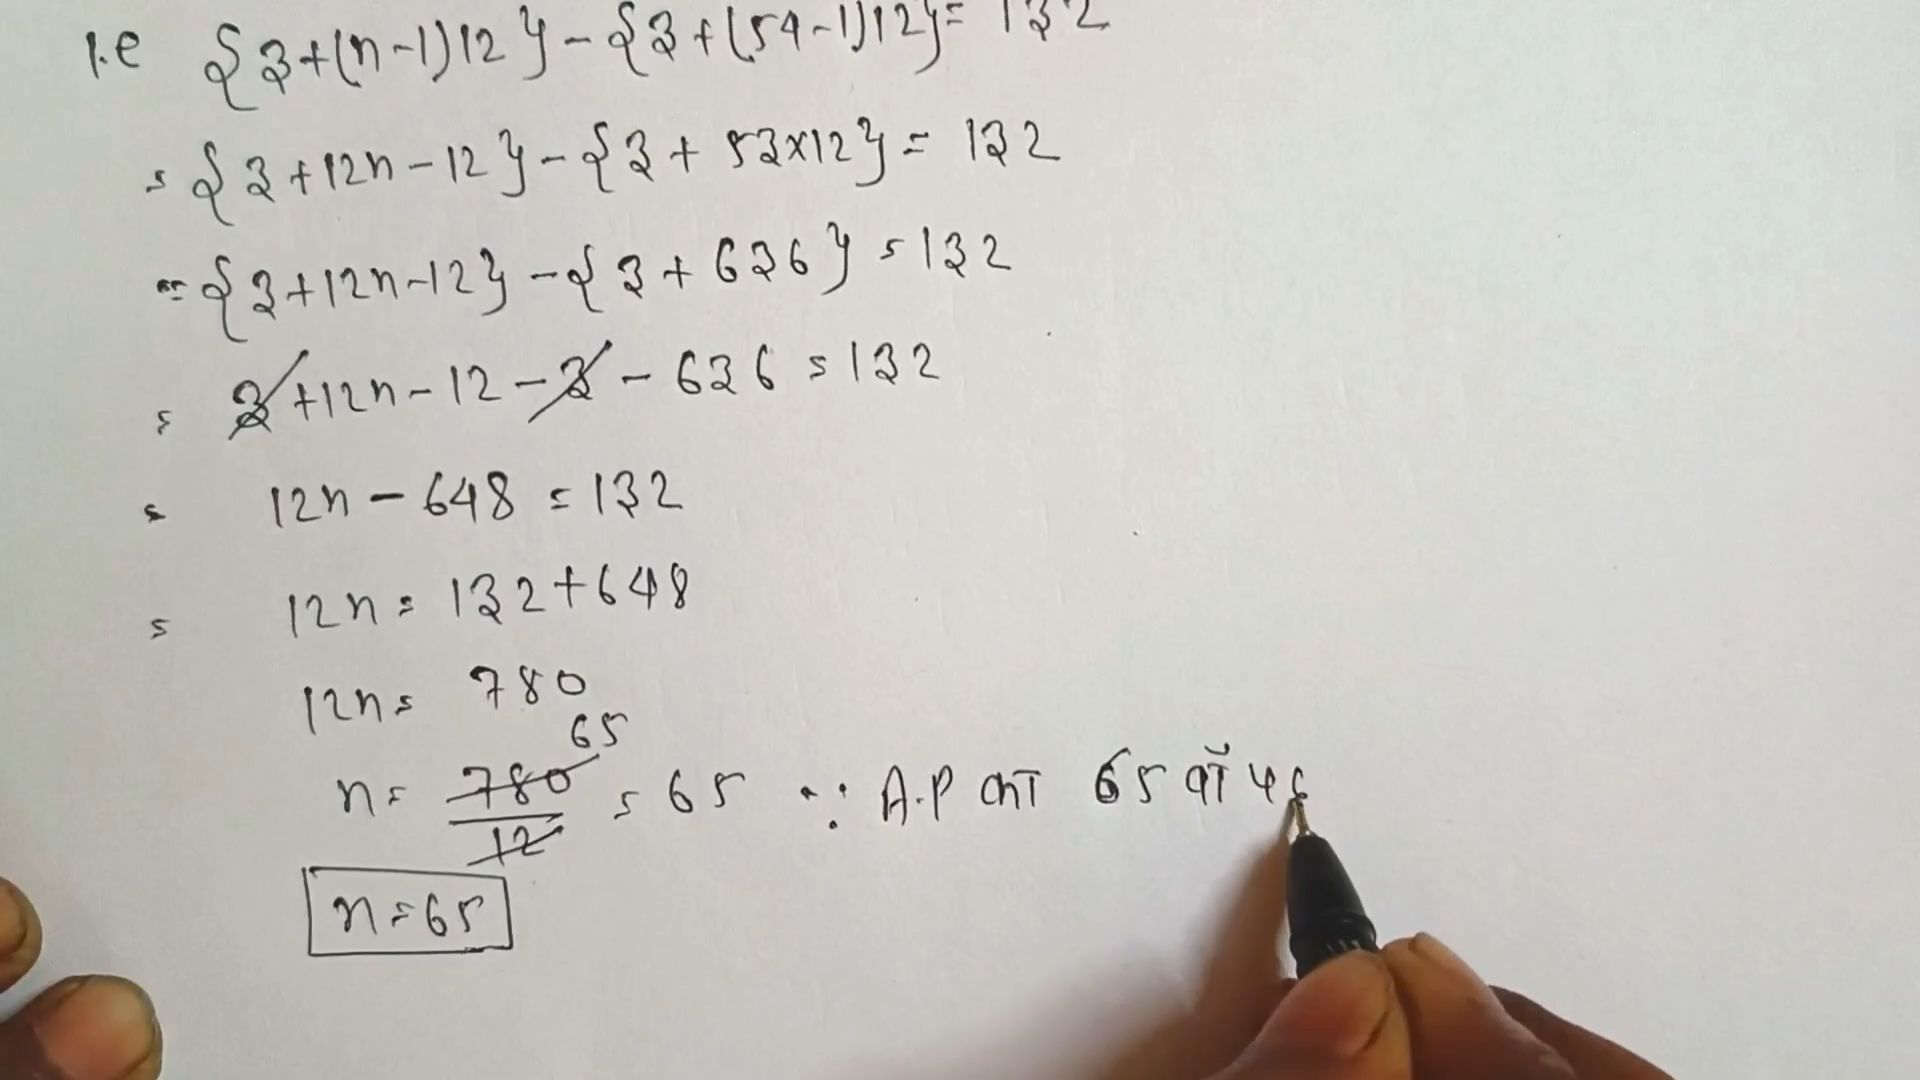 i.e {3+(n-1)12} - {3+(54-1)12} = 132
= {3+12n-12} - {3+53×12} = 132
= {3+12n-12} - {3+636} = 132
= 3+12n-12-3-636 = 132
= 12n-648 = 132
= 12n = 132+648
12n = 780
65
n = 780/12 = 65 ∵ A.P का 65 वाँ
n = 65